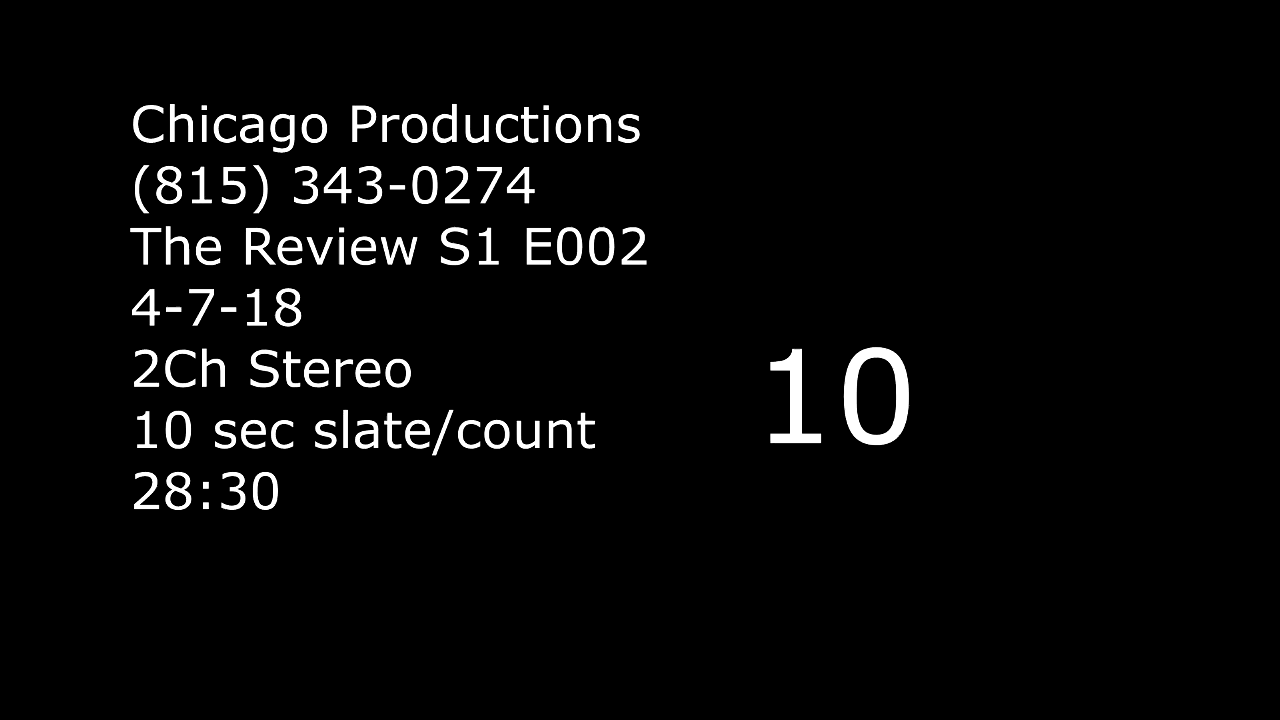 Chicago Productions
(815) 343-0274
The Review S1 E002
4-7-18
2Ch Stereo
10 sec slate/count
28:30
10